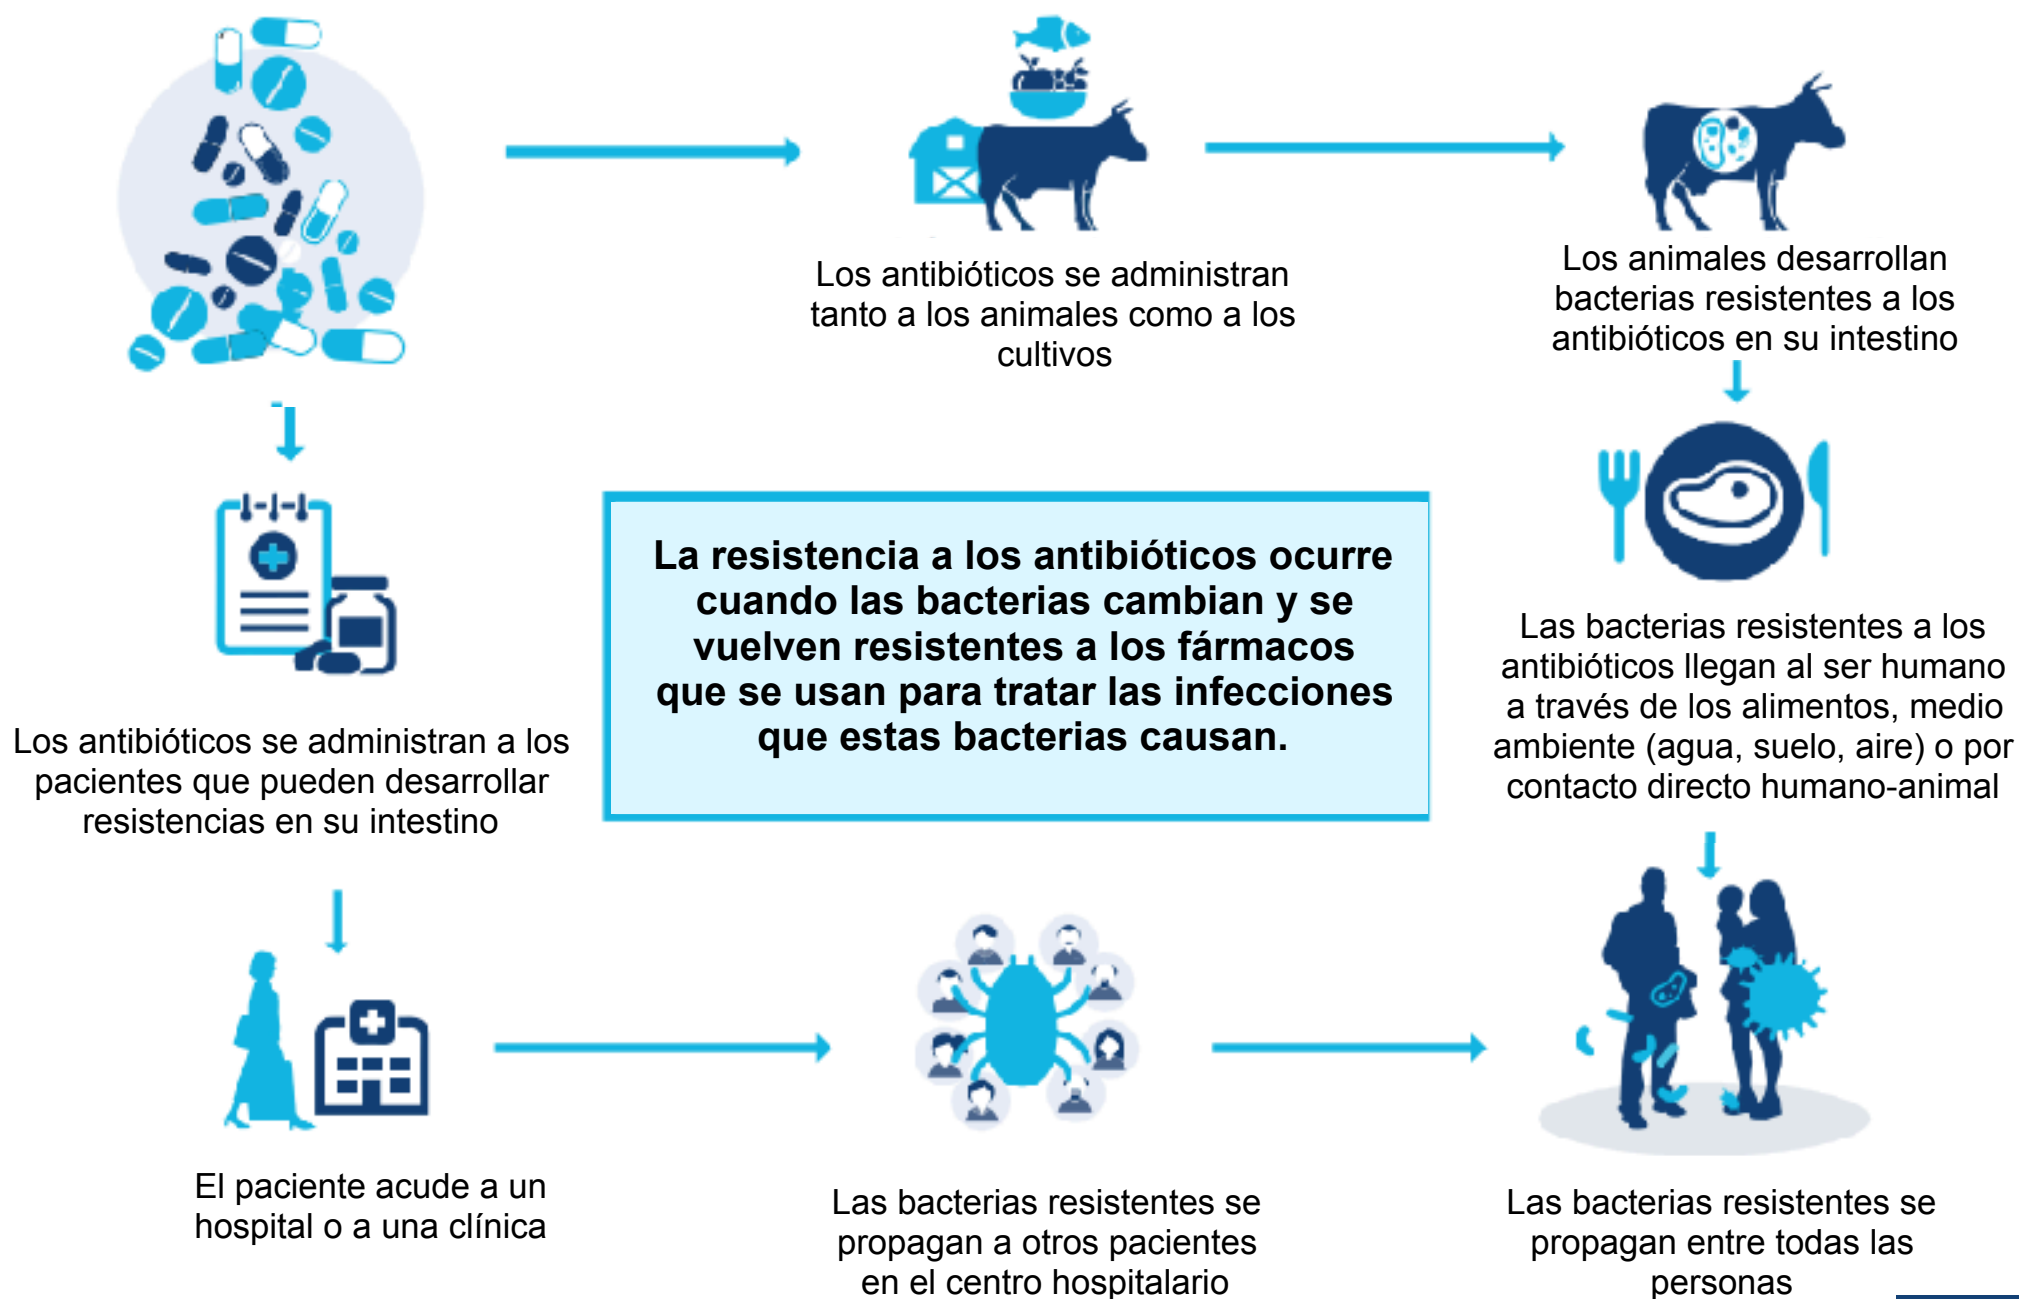 Los antibióticos se administran
tanto a los animales como a los
cultivos
Los animales desarrollan
bacterias resistentes a los
antibióticos en su intestino
La resistencia a los antibióticos ocurre
cuando las bacterias cambian y se
vuelven resistentes a los fármacos
que se usan para tratar las infecciones
que estas bacterias causan.
Las bacterias resistentes a los
antibióticos llegan al ser humano
a través de los alimentos, medio
ambiente (agua, suelo, aire) o por
contacto directo humano-animal
Los antibióticos se administran a los
pacientes que pueden desarrollar
resistencias en su intestino
El paciente acude a un
hospital o a una clínica
Las bacterias resistentes se
propagan a otros pacientes
en el centro hospitalario
Las bacterias resistentes se
propagan entre todas las
personas